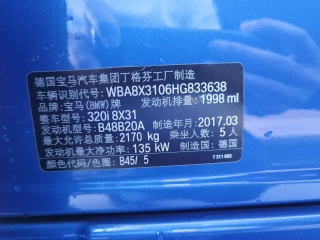 德国宝马汽车集团丁格芬工厂制造
车辆识别代号: WBA8X3106HG833638
品牌: 宝马(BMW)牌 发动机排量: 1998 ml
整车型号: 320i 8X31
发动机型号: B48B20A 制造年月: 2017.03
最大允许总质量: 2170 kg 乘坐人数: 5 人
发动机最大净功率: 135 kW 制造国: 德国
颜色代码/色圈: B45/ 5
7 311 093